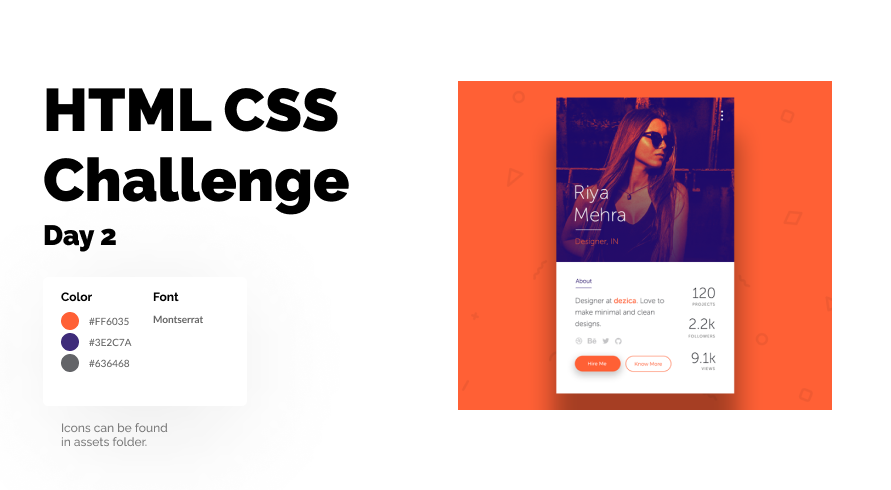 HTML CSS
Challenge
Day 2
Color
Font
#FF6035
Montserrat
#3E2C7A
#636468
Icons can be found
in assets folder.
Riya
Mehra
Designer, IN
About
Designer at dezica. Love to
make minimal and clean
designs.
Hire Me
Know More
120
PROJECTS
2.2k
FOLLOWERS
9.1k
VIEWS